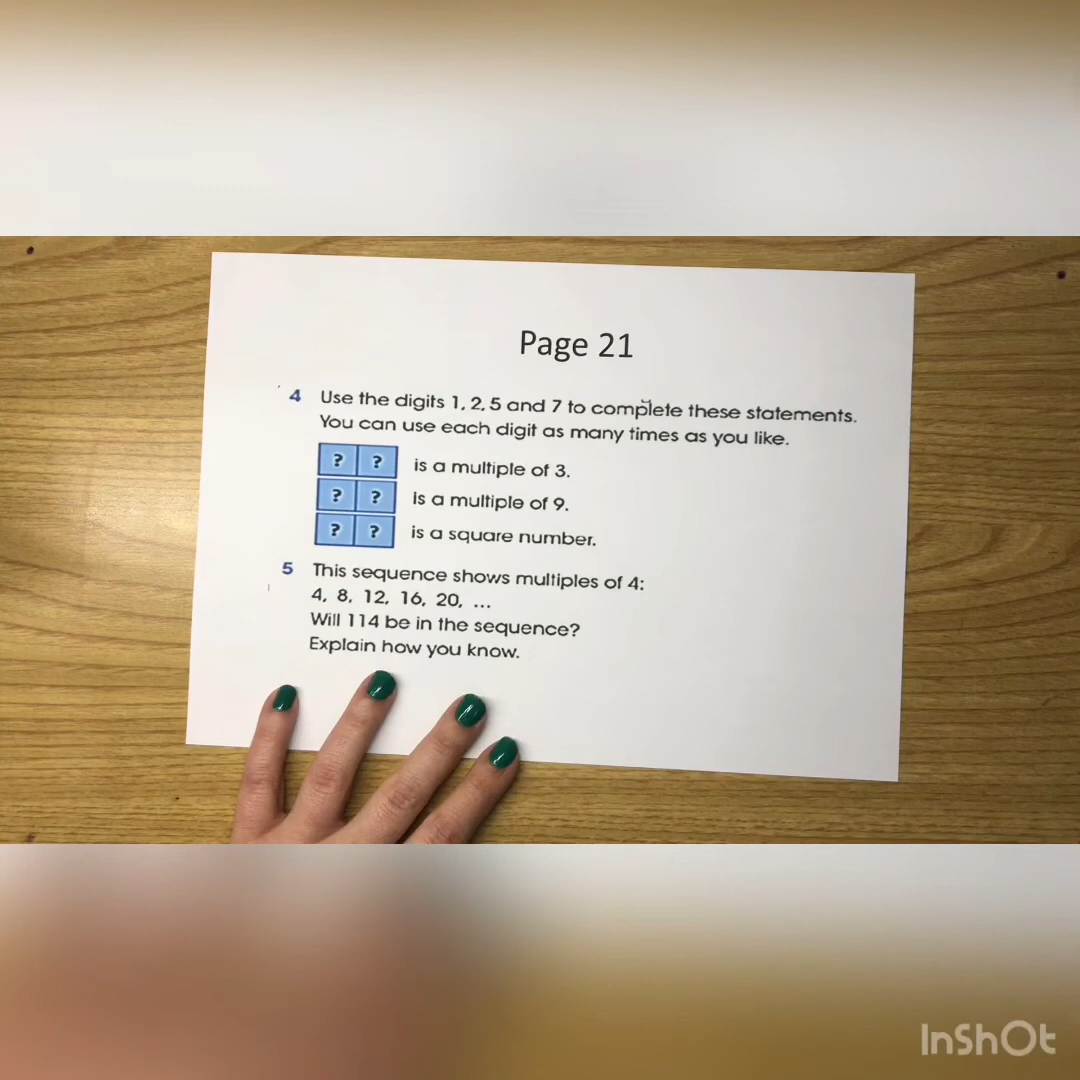 Page 21
4 Use the digits 1, 2, 5 and 7 to complete these statements.
You can use each digit as many times as you like.
? ? is a multiple of 3.
? ? is a multiple of 9.
? ? is a square number.
5 This sequence shows multiples of 4:
4, 8, 12, 16, 20, ...
Will 114 be in the sequence?
Explain how you know.
InShOt